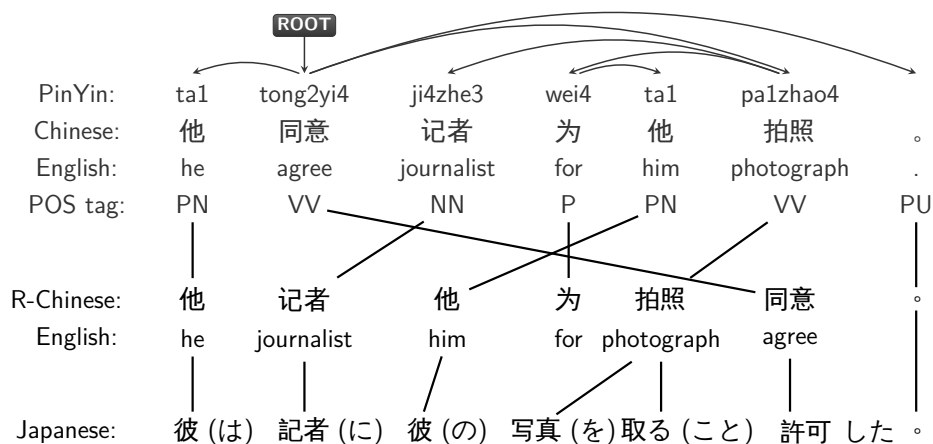 ROOT
PinYin: ta1 tong2yi4 ji4zhe3 wei4 ta1 pa1zhao4
Chinese: 他 同意 记者 为 他 拍照 。
English: he agree journalist for him photograph .
POS tag: PN VV NN P PN VV PU
R-Chinese: 他 记者 他 为 拍照 同意 。
English: he journalist him for photograph agree
Japanese: 彼 (は) 記者 (に) 彼 (の) 写真 (を) 取る (こと) 許可 した 。